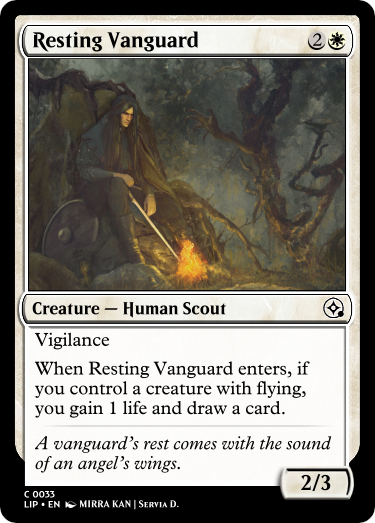 Resting Vanguard 2
Creature — Human Scout
Vigilance
When Resting Vanguard enters, if
you control a creature with flying,
you gain 1 life and draw a card.
A vanguard's rest comes with the sound
of an angel's wings.
2/3
C 0033
LIP • EN MIRRA KAN | SERVIA D.